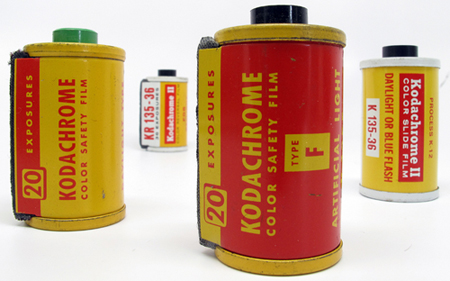 20 EXPOSURES
KODACHROME
COLOR SAFETY FILM
KR 135-36
Kodachrome II
20 EXPOSURES
KODACHROME
COLOR SAFETY FILM
TYPE
F
ARTIFICIAL LIGHT
K 135-36
DAYLIGHT OR BLUE FLASH
COLOR SLIDE FILM
Kodachrome II
PROCESS K-12